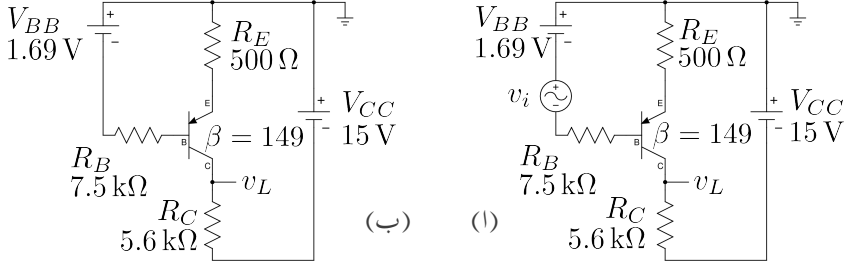 V_BB
1.69 V
+
-
R_E
500 Ω
E
B
C
β = 149
+
-
V_CC
15 V
R_B
7.5 kΩ
v_L
R_C
5.6 kΩ
(ب)
V_BB
1.69 V
+
-
v_i
+
-
R_E
500 Ω
E
B
C
β = 149
+
-
V_CC
15 V
R_B
7.5 kΩ
v_L
R_C
5.6 kΩ
(ا)